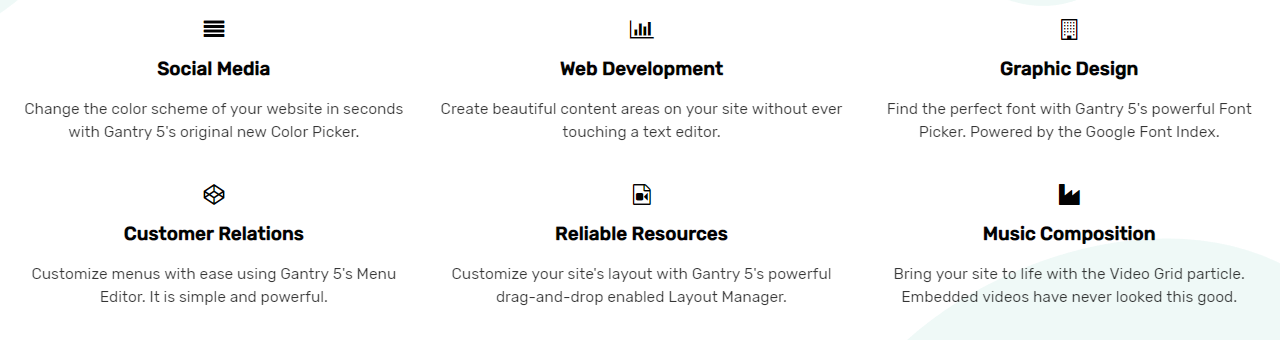 Social Media
Change the color scheme of your website in seconds
with Gantry 5's original new Color Picker.
Web Development
Create beautiful content areas on your site without ever
touching a text editor.
Graphic Design
Find the perfect font with Gantry 5's powerful Font
Picker. Powered by the Google Font Index.
Customer Relations
Customize menus with ease using Gantry 5's Menu
Editor. It is simple and powerful.
Reliable Resources
Customize your site's layout with Gantry 5's powerful
drag-and-drop enabled Layout Manager.
Music Composition
Bring your site to life with the Video Grid particle.
Embedded videos have never looked this good.